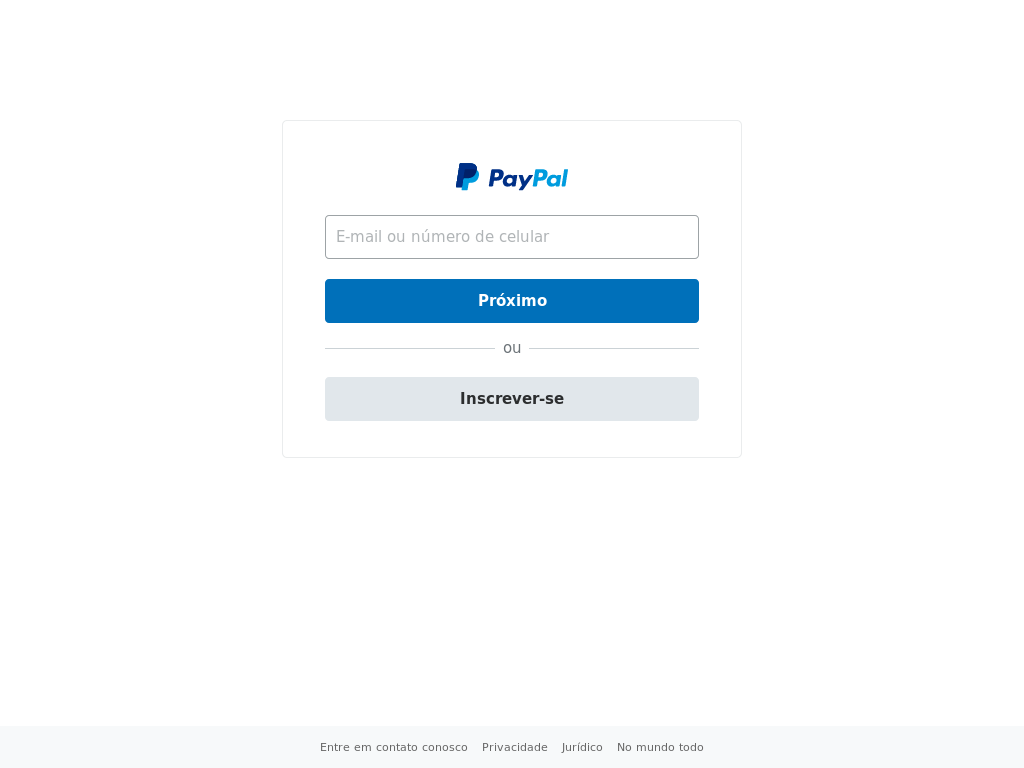 PayPal
E-mail ou número de celular
Próximo
ou
Inscrever-se
Entre em contato conosco Privacidade Jurídico No mundo todo